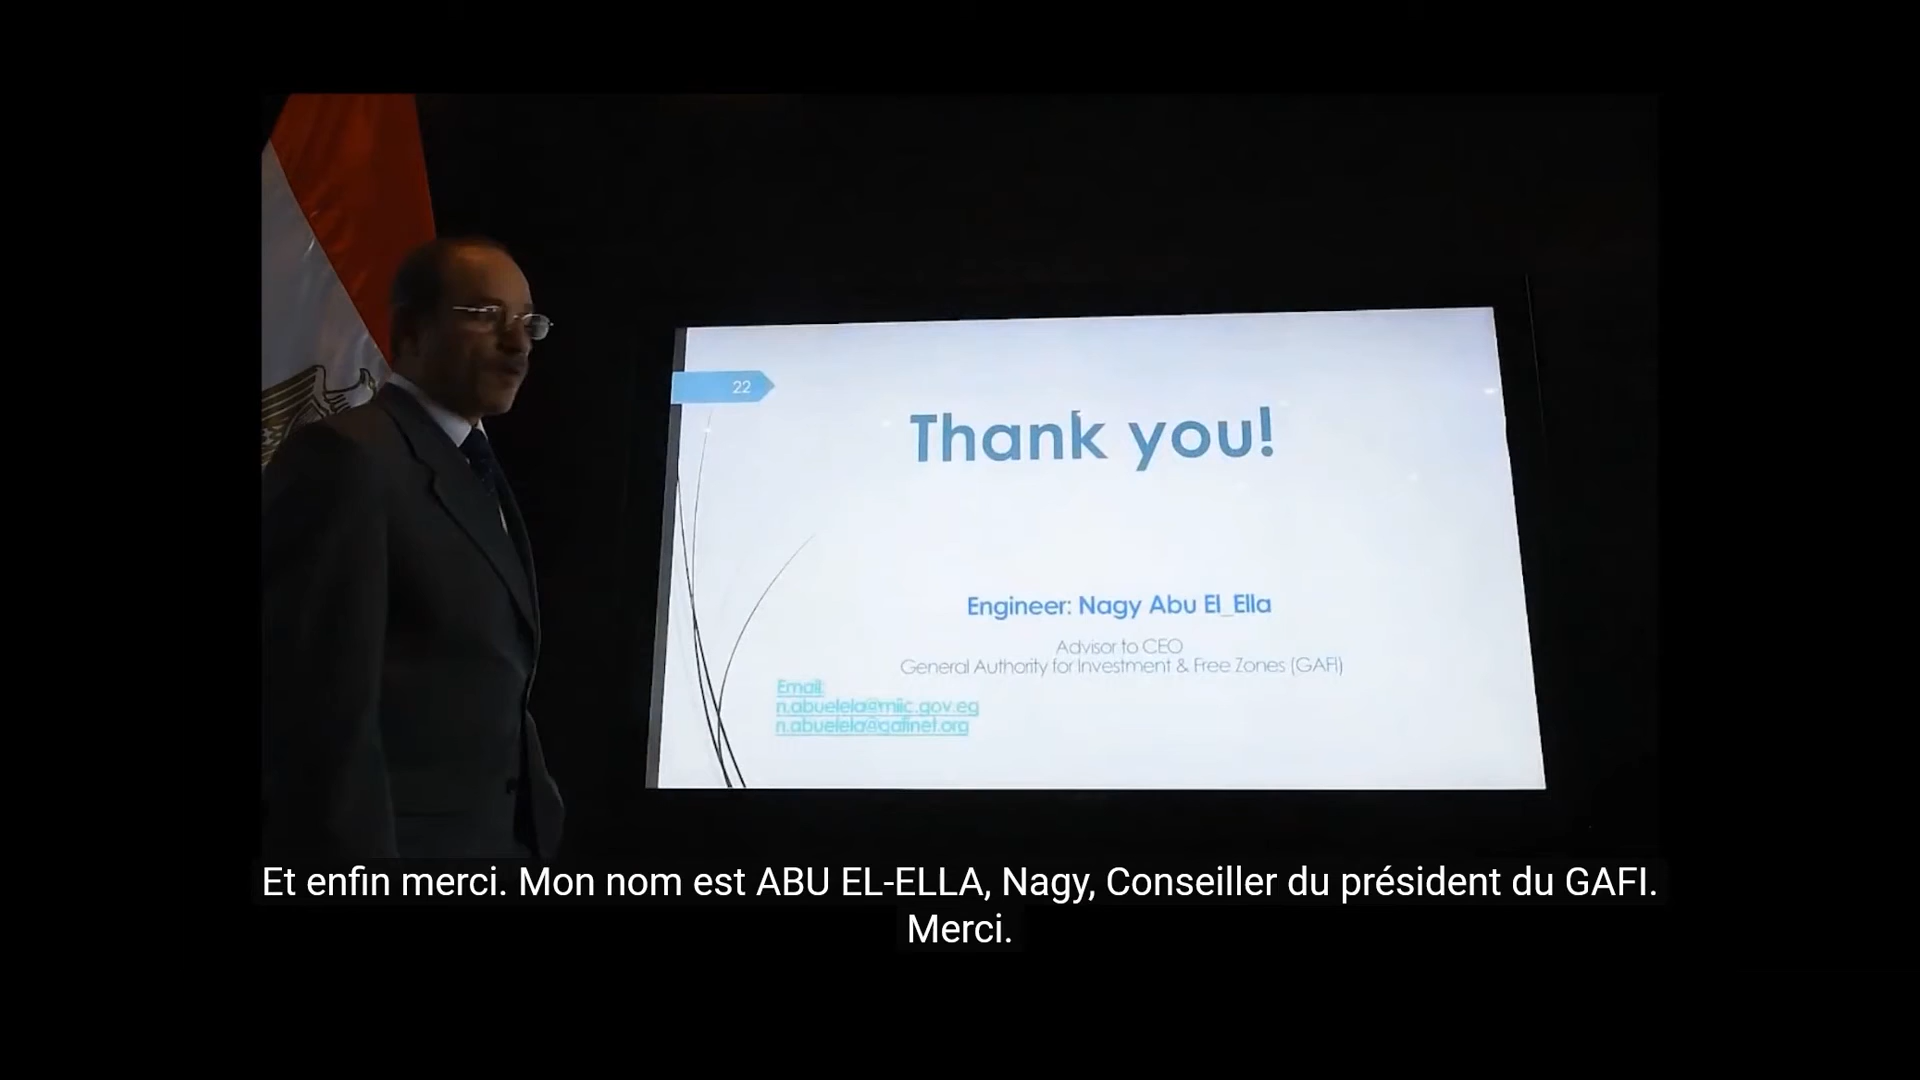 22
Thank you!
Engineer: Nagy Abu El_Ella
Advisor to CEO
General Authority for Investment & Free Zones (GAFI)
Email:
n.abuelela@miic.gov.eg
n.abuelela@gafinet.org
Et enfin merci. Mon nom est ABU EL-ELLA, Nagy, Conseiller du président du GAFI.
Merci.